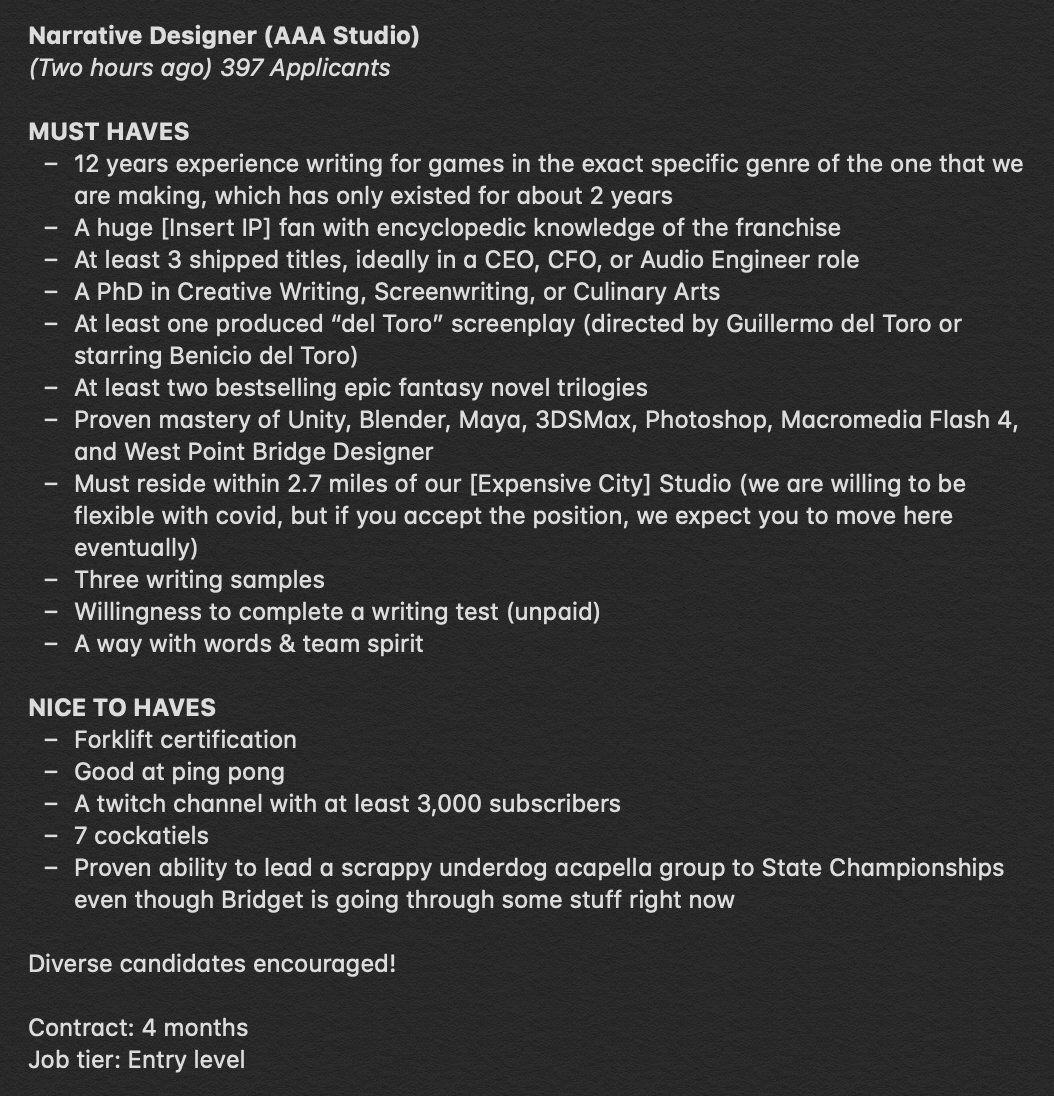 Narrative Designer (AAA Studio)
(Two hours ago) 397 Applicants
MUST HAVES
– 12 years experience writing for games in the exact specific genre of the one that we
are making, which has only existed for about 2 years
– A huge [Insert IP] fan with encyclopedic knowledge of the franchise
– At least 3 shipped titles, ideally in a CEO, CFO, or Audio Engineer role
– A PhD in Creative Writing, Screenwriting, or Culinary Arts
– At least one produced “del Toro” screenplay (directed by Guillermo del Toro or
starring Benicio del Toro)
– At least two bestselling epic fantasy novel trilogies
– Proven mastery of Unity, Blender, Maya, 3DSMax, Photoshop, Macromedia Flash 4,
and West Point Bridge Designer
– Must reside within 2.7 miles of our [Expensive City] Studio (we are willing to be
flexible with covid, but if you accept the position, we expect you to move here
eventually)
– Three writing samples
– Willingness to complete a writing test (unpaid)
– A way with words & team spirit
NICE TO HAVES
– Forklift certification
– Good at ping pong
– A twitch channel with at least 3,000 subscribers
– 7 cockatiels
– Proven ability to lead a scrappy underdog acapella group to State Championships
even though Bridget is going through some stuff right now
Diverse candidates encouraged!
Contract: 4 months
Job tier: Entry level